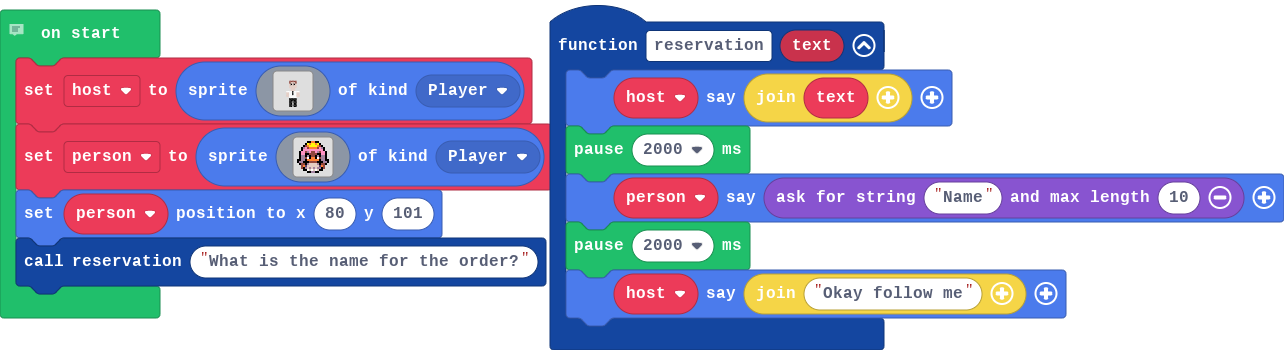 on start
set host to sprite of kind Player
set person to sprite of kind Player
set person position to x 80 y 101
call reservation "What is the name for the order?"
function reservation text
host say join text
pause 2000 ms
person say ask for string "Name" and max length 10
pause 2000 ms
host say join "Okay follow me"